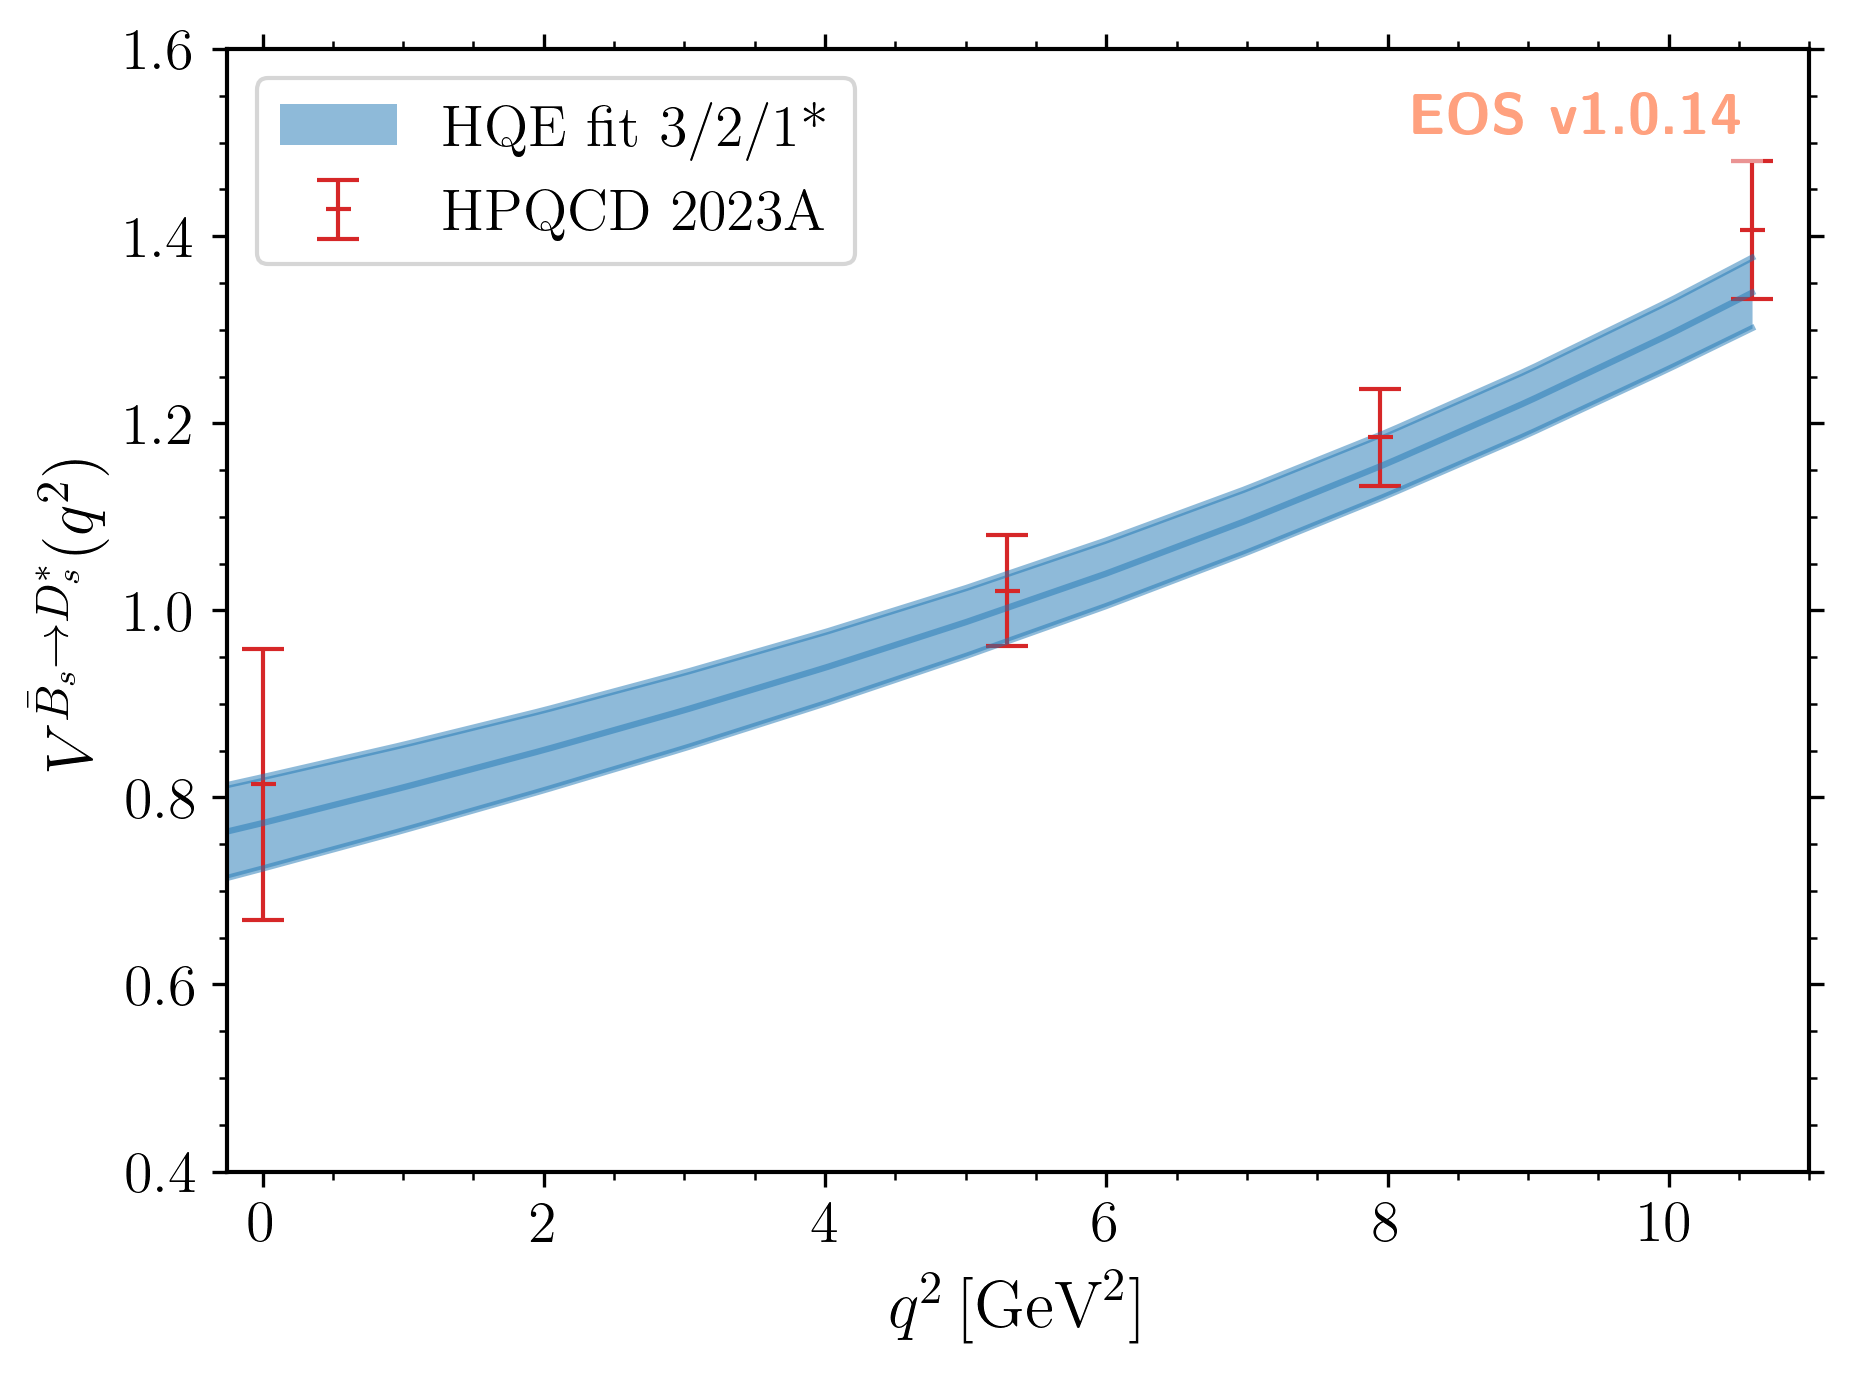 HQE fit 3/2/1*
HPQCD 2023A
EOS v1.0.14
1.6
1.4
1.2
1.0
0.8
0.6
0.4
V^{\bar{B}_s→D_s^*}(q^2)
0 2 4 6 8 10
q^2 [GeV^2]